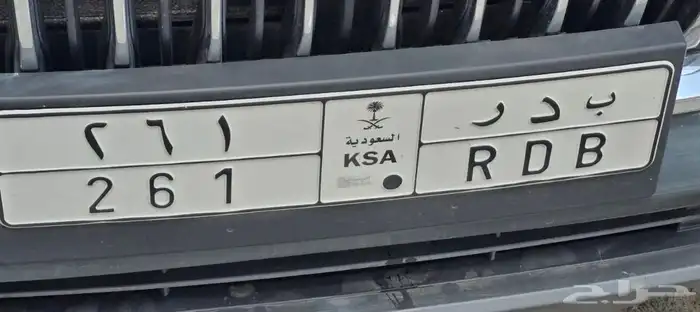 ٢٦١
ب د ر
السعودية
KSA
261
RDB
حراج